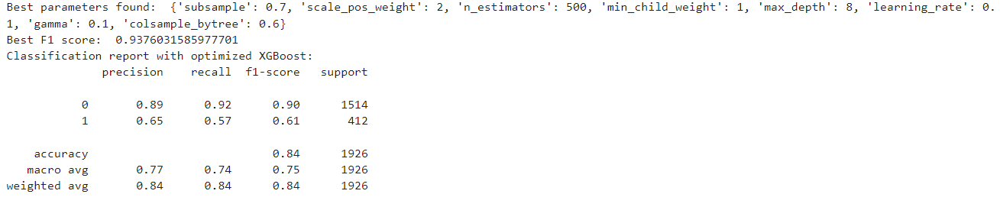 Best parameters found:  {'subsample': 0.7, 'scale_pos_weight': 2, 'n_estimators': 500, 'min_child_weight': 1, 'max_depth': 8, 'learning_rate': 0.
1, 'gamma': 0.1, 'colsample_bytree': 0.6}
Best F1 score:  0.9376031585977701
Classification report with optimized XGBoost:
              precision    recall  f1-score   support

           0       0.89      0.92      0.90      1514
           1       0.65      0.57      0.61       412

    accuracy                           0.84      1926
   macro avg       0.77      0.74      0.75      1926
weighted avg       0.84      0.84      0.84      1926